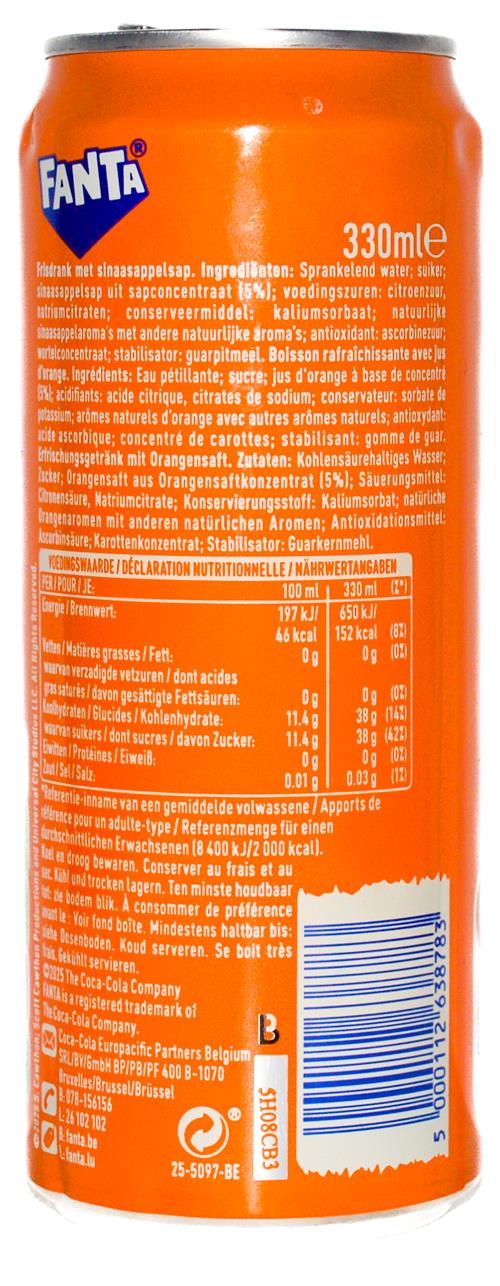 FANTA®
330ml℮
Frisdrank met sinaasappelsap. Ingrediënten: Sprankelend water; suiker;
sinaasappelsap uit sapconcentraat (5%); voedingszuren: citroenzuur,
natriumcitraten; conserveermiddel: kaliumsorbaat; natuurlijke
sinaasappelaroma's met andere natuurlijke aroma's; antioxidant: ascorbinezuur;
wortelconcentraat; stabilisator: guarpitmeel. Boisson rafraîchissante avec jus
d'orange. Ingrédients: Eau pétillante; sucre; jus d'orange à base de concentré
(5%); acidifiants: acide citrique, citrates de sodium; conservateur: sorbate de
potassium; arômes naturels d'orange avec autres arômes naturels; antioxydant:
acide ascorbique; concentré de carottes; stabilisant: gomme de guar.
Erfrischungsgetränk mit Orangensaft. Zutaten: Kohlensäurehaltiges Wasser;
Zucker; Orangensaft aus Orangensaftkonzentrat (5%); Säuerungsmittel:
Citronensäure, Natriumcitrate; Konservierungsstoff: Kaliumsorbat; natürliche
Orangenaromen mit anderen natürlichen Aromen; Antioxidationsmittel:
Ascorbinsäure; Karottenkonzentrat; Stabilisator: Guarkernmehl.
VOEDINGSWAARDE / DÉCLARATION NUTRITIONNELLE / NÄHRWERTANGABEN
PER / POUR / JE: 100 ml 330 ml (%*)
Energie / Brennwert: 197 kJ/ 650 kJ/
46 kcal 152 kcal (8%)
Vetten / Matières grasses / Fett: 0 g 0 g (0%)
waarvan verzadigde vetzuren / dont acides
gras saturés / davon gesättigte Fettsäuren: 0 g 0 g (0%)
Koolhydraten / Glucides / Kohlenhydrate: 11.4 g 38 g (14%)
waarvan suikers / dont sucres / davon Zucker: 11.4 g 38 g (42%)
Eiwitten / Protéines / Eiweiß: 0 g 0 g (0%)
Zout / Sel / Salz: 0.01 g 0.03 g (1%)
*Referentie-inname van een gemiddelde volwassene / Apports de
référence pour un adulte-type / Referenzmenge für einen
durchschnittlichen Erwachsenen (8 400 kJ/2 000 kcal).
Koel en droog bewaren. Conserver au frais et au
sec. Kühl und trocken lagern. Ten minste houdbaar
tot: zie bodem blik. À consommer de préférence
avant le : Voir fond boîte. Mindestens haltbar bis:
siehe Dosenboden. Koud serveren. Se boit très
frais. Gekühlt servieren.
©2025 The Coca-Cola Company
FANTA is a registered trademark of
The Coca-Cola Company.
Coca-Cola Europacific Partners Belgium
SRL/BV/GmbH BP/PB/PF 400 B-1070
Bruxelles/Brussel/Brüssel
B: 078-156156
L: 26 102 102
B: fanta.be
L: fanta.lu
©2025 S. Cawthon; Scott Cawthon Productions and Universal City Studios LLC. All Rights Reserved.
25-5097-BE
B
5H08CB3
5 000112 638783